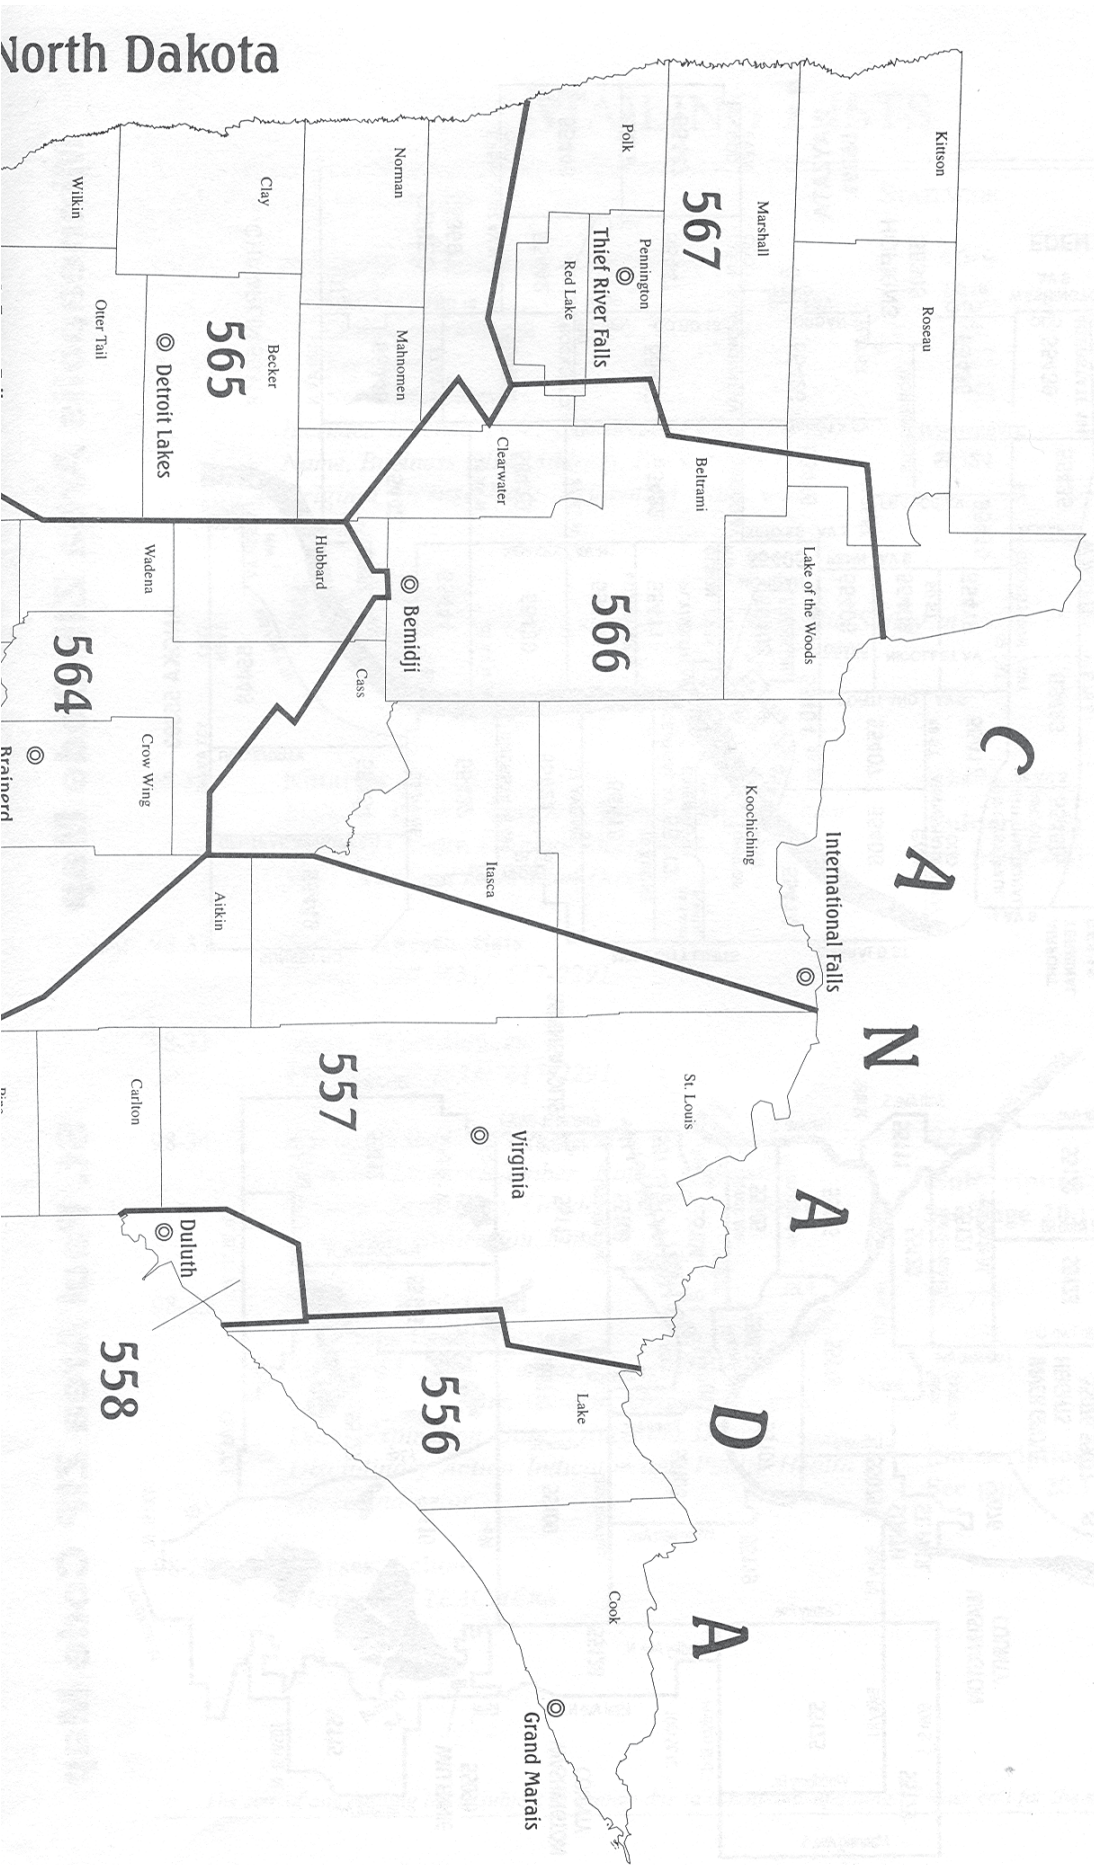 North Dakota
Kittson
Roseau
Marshall
567
Polk
Pennington
Thief River Falls
Red Lake
Norman
Mahnomen
Clay
Becker
565
Detroit Lakes
Wilkin
Otter Tail
Clearwater
Beltrami
Lake of the Woods
566
Bemidji
Hubbard
Cass
Wadena
564
Crow Wing
Brainerd
Koochiching
International Falls
Itasca
Aitkin
CANADA
St. Louis
557
Virginia
Carlton
Duluth
558
556
Lake
Cook
Grand Marais